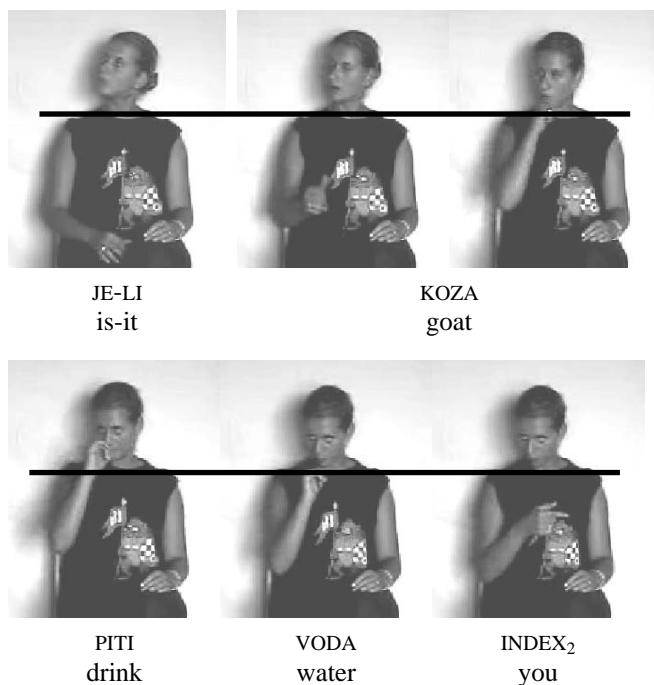 JE-LI KOZA
is-it goat
PITI VODA INDEX₂
drink water you